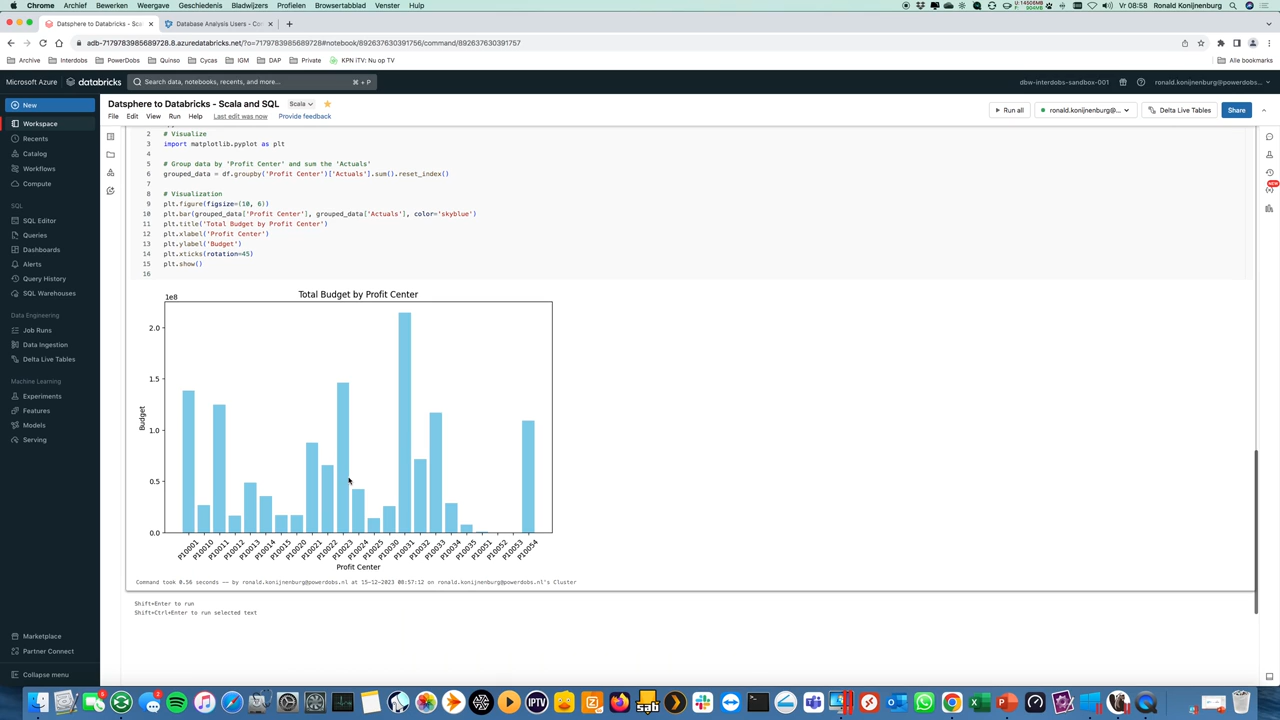 Chrome Archief Bewerken Weergave Geschiedenis Bladwijzers Profielen Browsertabblad Venster Help
Vr 08:58 Ronald Konijnenburg
Datsphere to Databricks - Scala
Database Analysis Users - Co
adb-7179783985689728.8.azuredatabricks.net/?o=7179783985689728#notebook/892637630391756/command/892637630391757
Archive Interdobs PowerDobs Quinso Cycas IGM DAP Private KPN iTV: Nu op TV Alle bookmarks
Microsoft Azure databricks Search data, notebooks, recents, and more... ⌘ + P dbw-interdobs-sandbox-001 ronald.konijnenburg@powerdobs...
New
Workspace
Recents
Catalog
Workflows
Compute
SQL
SQL Editor
Queries
Dashboards
Alerts
Query History
SQL Warehouses
Data Engineering
Job Runs
Data Ingestion
Delta Live Tables
Machine Learning
Experiments
Features
Models
Serving
Marketplace
Partner Connect
Collapse menu
Datsphere to Databricks - Scala and SQL Scala
File Edit View Run Help Last edit was now Provide feedback
Run all ronald.konijnenburg@... Delta Live Tables Share
NEW
2 # Visualize
3 import matplotlib.pyplot as plt
4
5 # Group data by 'Profit Center' and sum the 'Actuals'
6 grouped_data = df.groupby('Profit Center')['Actuals'].sum().reset_index()
7
8 # Visualization
9 plt.figure(figsize=(10, 6))
10 plt.bar(grouped_data['Profit Center'], grouped_data['Actuals'], color='skyblue')
11 plt.title('Total Budget by Profit Center')
12 plt.xlabel('Profit Center')
13 plt.ylabel('Budget')
14 plt.xticks(rotation=45)
15 plt.show()
16
Total Budget by Profit Center
1e8
2.0
1.5
1.0
0.5
0.0
Budget
P10001 P10010 P10011 P10012 P10013 P10014 P10015 P10020 P10021 P10022 P10023 P10024 P10025 P10030 P10031 P10032 P10033 P10034 P10035 P10051 P10052 P10053 P10054
Profit Center
Command took 0.56 seconds -- by ronald.konijnenburg@powerdobs.nl at 15-12-2023 08:57:12 on ronald.konijnenburg@powerdobs.nl's Cluster
Shift+Enter to run
Shift+Ctrl+Enter to run selected text